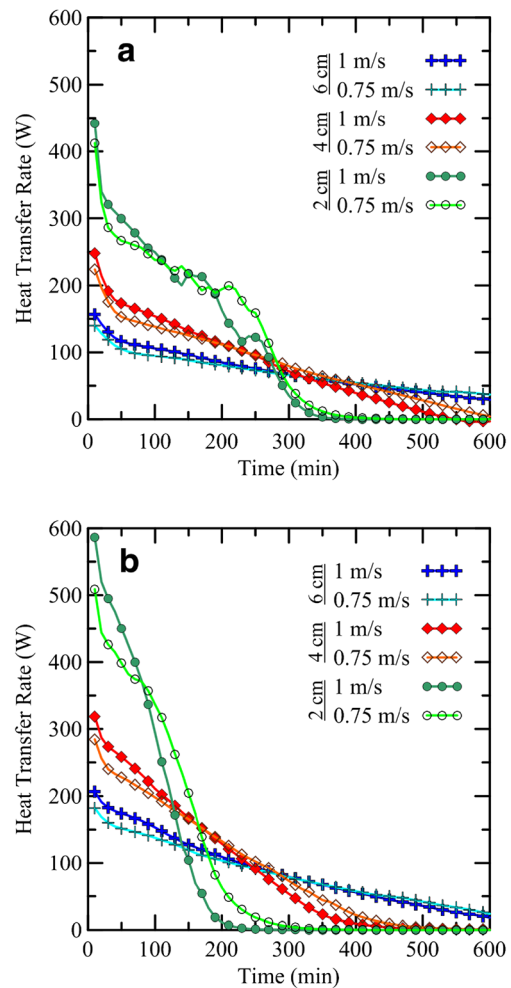 600
a
500
6 cm 1 m/s
0.75 m/s
400
4 cm 1 m/s
0.75 m/s
300
2 cm 1 m/s
0.75 m/s
200
100
0
Heat Transfer Rate (W)
0 100 200 300 400 500 600
Time (min)
600
b
500
6 cm 1 m/s
0.75 m/s
400
4 cm 1 m/s
0.75 m/s
300
2 cm 1 m/s
0.75 m/s
200
100
0
Heat Transfer Rate (W)
0 100 200 300 400 500 600
Time (min)